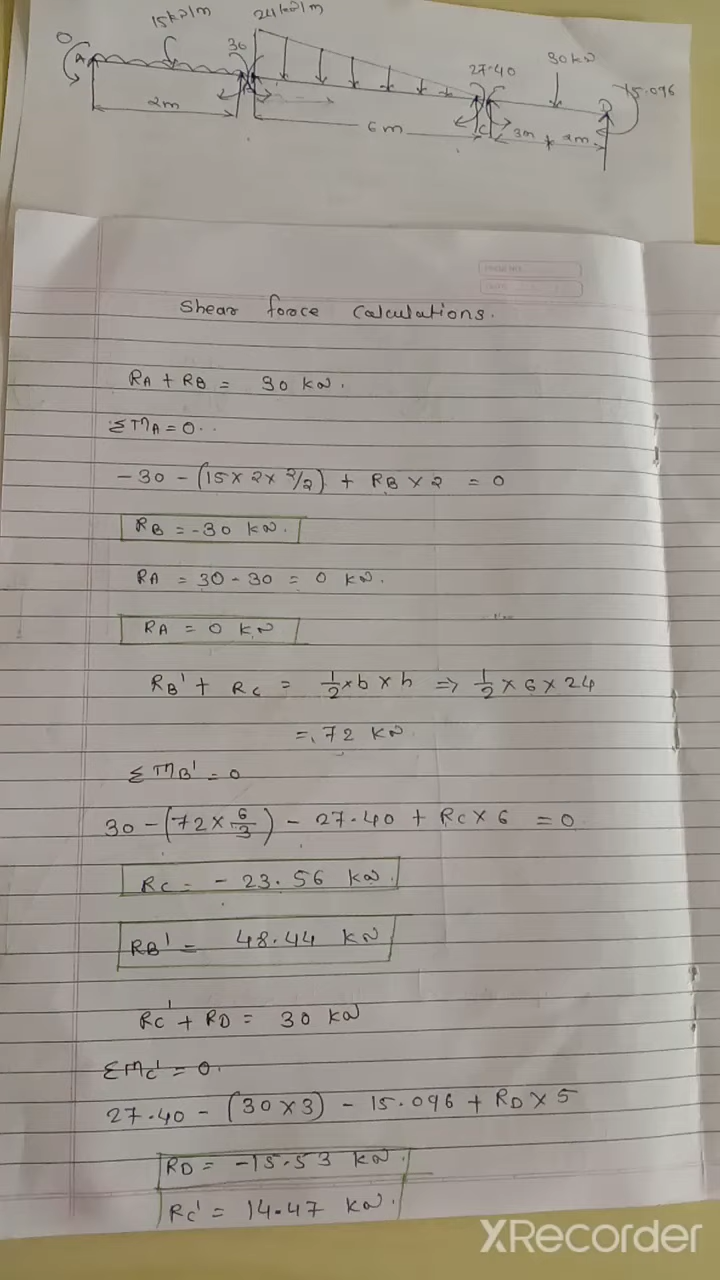 15kN/m 24kN/m
0 A 30 27.40 30kN D 15.096
2m 6m C 3m 2m
Shear force Calculations.
RA + RB = 30 kN.
ΣMA = 0..
-30 - (15 × 2 × 2/2) + RB × 2 = 0
RB = -30 kN.
RA = 30 - 30 = 0 kN.
RA = 0 kN
RB' + RC = 1/2 × b × h ⇒ 1/2 × 6 × 24
= 72 kN
ΣMB' = 0
30 - (72 × 6/3) - 27.40 + RC × 6 = 0
RC = - 23.56 kN.
RB' = 48.44 kN
RC' + RD = 30 kN
ΣMC' = 0.
27.40 - (30 × 3) - 15.096 + RD × 5
RD = -15.53 kN.
RC' = 14.47 kN.
XRecorder